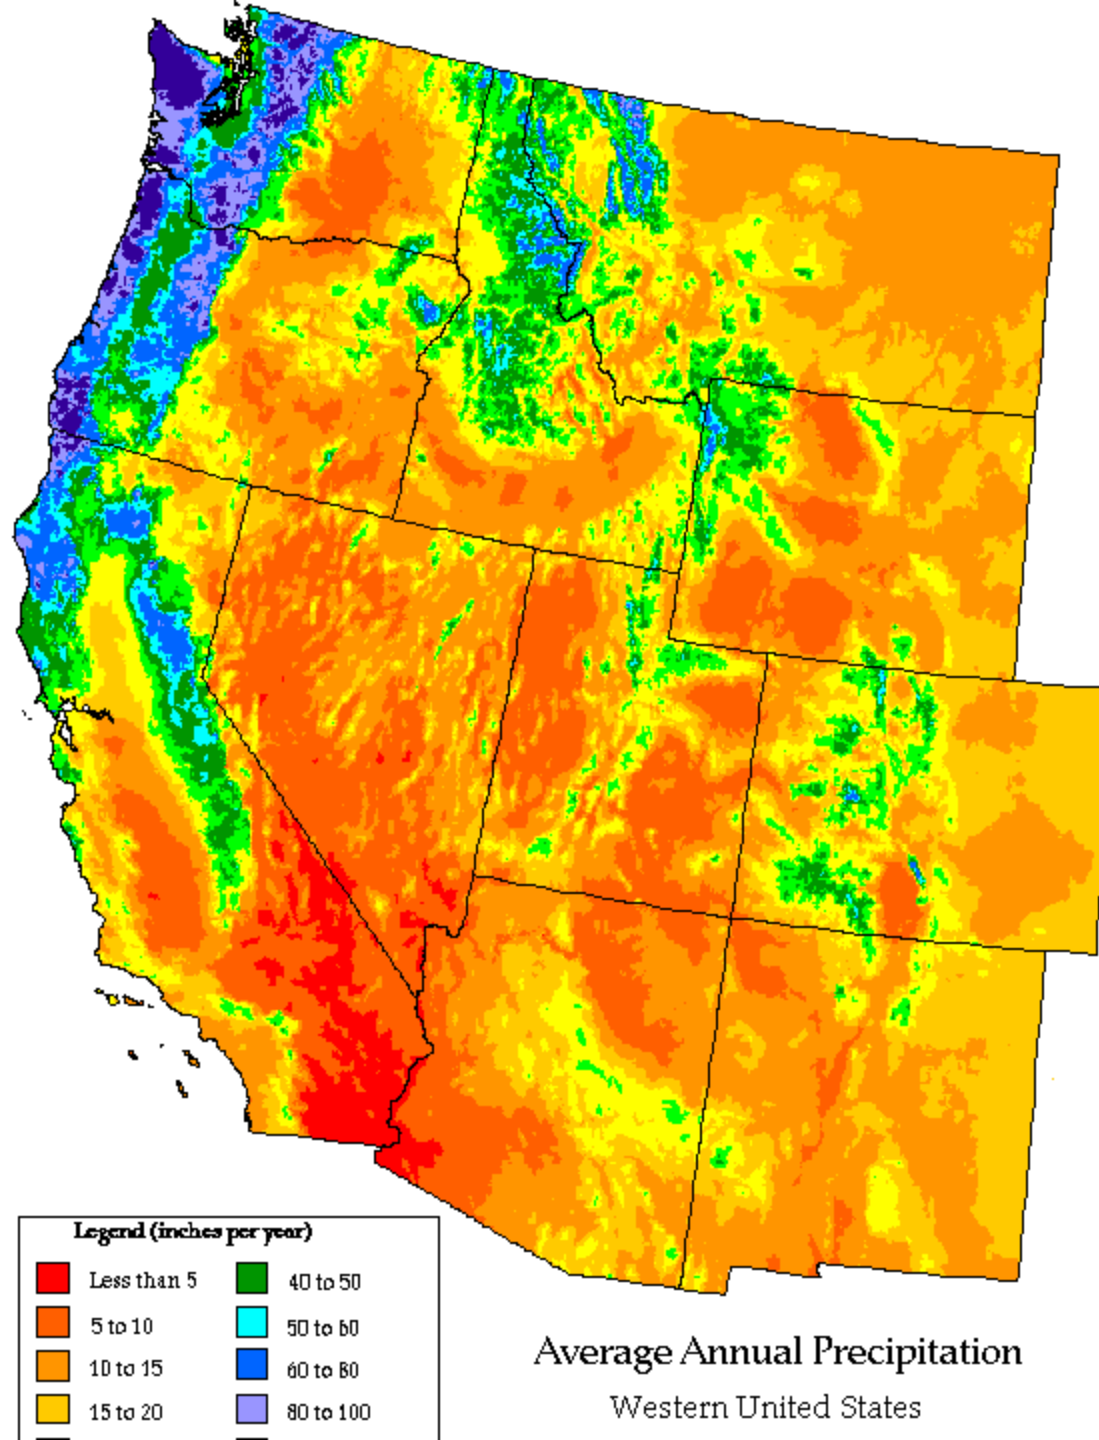 Legend (inches per year)
Less than 5
40 to 50
5 to 10
50 to 60
10 to 15
60 to 80
15 to 20
80 to 100
Average Annual Precipitation
Western United States